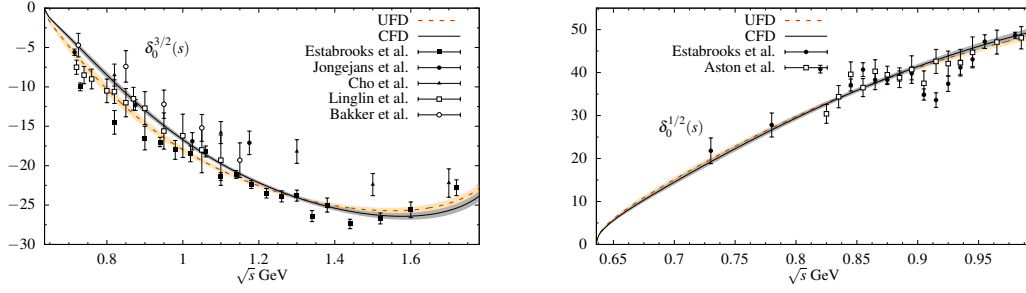 0
−5
−10
−15
−20
−25
−30
0.8
1
1.2
1.4
1.6
√s GeV
δ₀^{3/2}(s)
UFD
CFD
Estabrooks et al.
Jongejans et al.
Cho et al.
Linglin et al.
Bakker et al.
50
40
30
20
10
0
0.65
0.7
0.75
0.8
0.85
0.9
0.95
√s GeV
δ₀^{1/2}(s)
UFD
CFD
Estabrooks et al.
Aston et al.